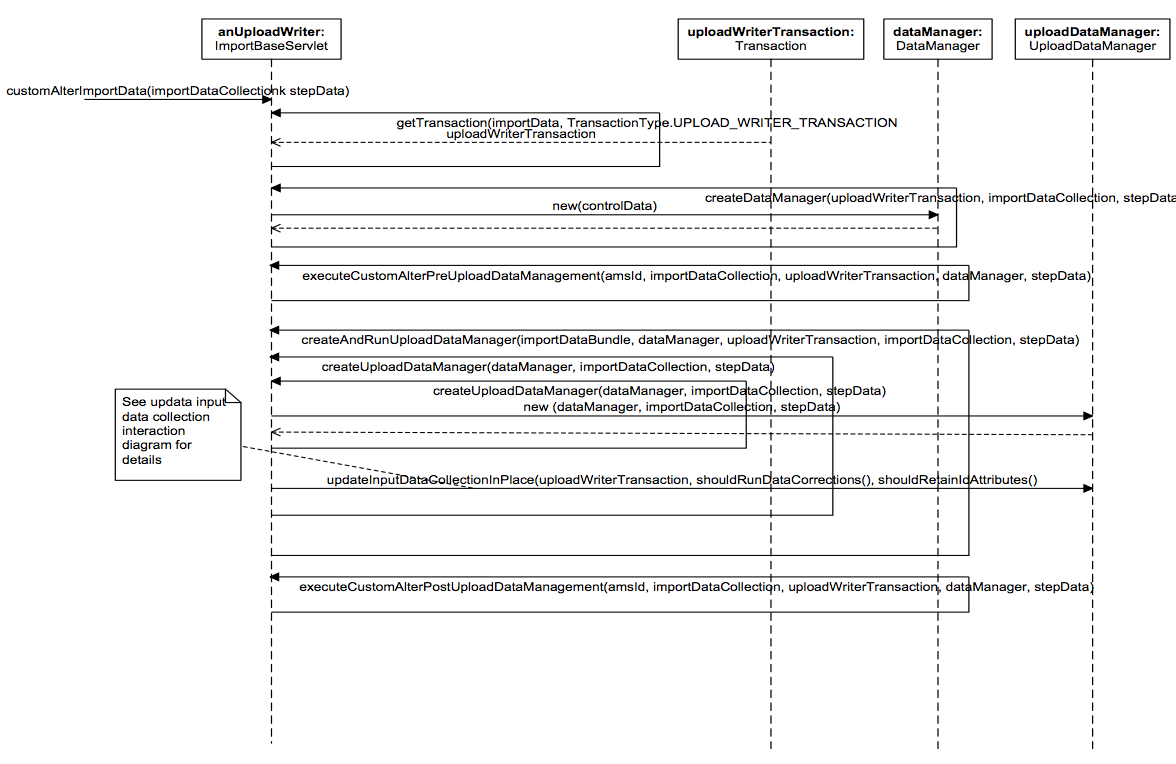 anUploadWriter:
ImportBaseServlet
uploadWriterTransaction:
Transaction
dataManager:
DataManager
uploadDataManager:
UploadDataManager
customAlterImportData(importDataCollectionk stepData)
getTransaction(importData, TransactionType.UPLOAD_WRITER_TRANSACTION
uploadWriterTransaction
createDataManager(uploadWriterTransaction, importDataCollection, stepData
new(controlData)
executeCustomAlterPreUploadDataManagement(amsId, importDataCollection, uploadWriterTransaction, dataManager, stepData)
createAndRunUploadDataManager(importDataBundle, dataManager, uploadWriterTransaction, importDataCollection, stepData)
createUploadDataManager(dataManager, importDataCollection, stepData)
createUploadDataManager(dataManager, importDataCollection, stepData)
new (dataManager, importDataCollection, stepData)
See updata input
data collection
interaction
diagram for
details
updateInputDataCollectionInPlace(uploadWriterTransaction, shouldRunDataCorrections(), shouldRetainIdAttributes()
executeCustomAlterPostUploadDataManagement(amsId, importDataCollection, uploadWriterTransaction, dataManager, stepData)